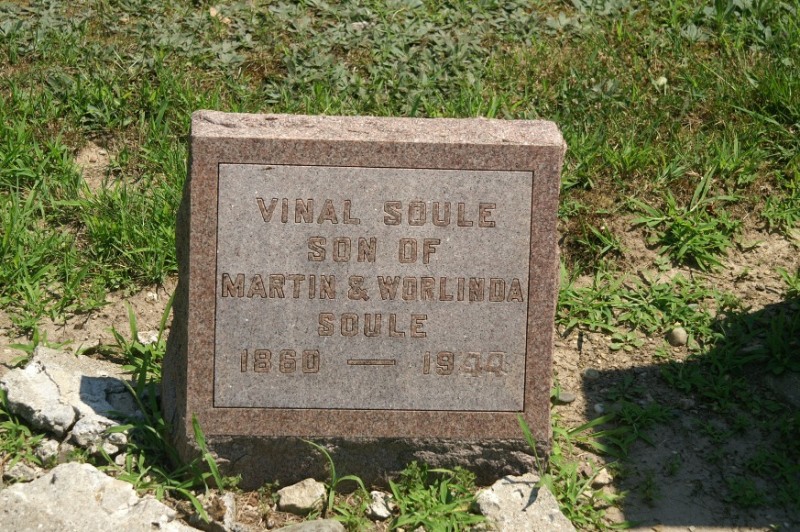 VINAL SOULE
SON OF
MARTIN & WORLINDA
SOULE
1860 — 1944